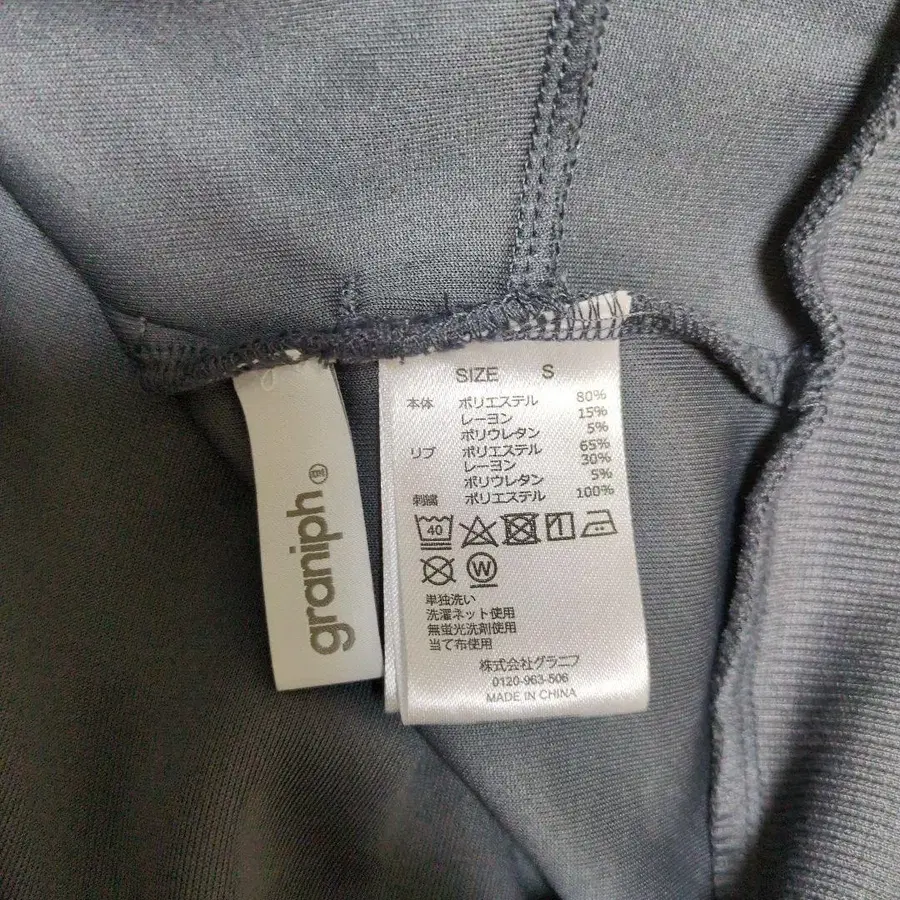 graniph
SIZE S
本体 ポリエステル 80%
レーヨン 15%
ポリウレタン 5%
リブ ポリエステル 65%
レーヨン 30%
ポリウレタン 5%
刺繍 ポリエステル 100%
40
W
単独洗い
洗濯ネット使用
無蛍光洗剤使用
当て布使用
株式会社グラニフ
0120-963-506
MADE IN CHINA